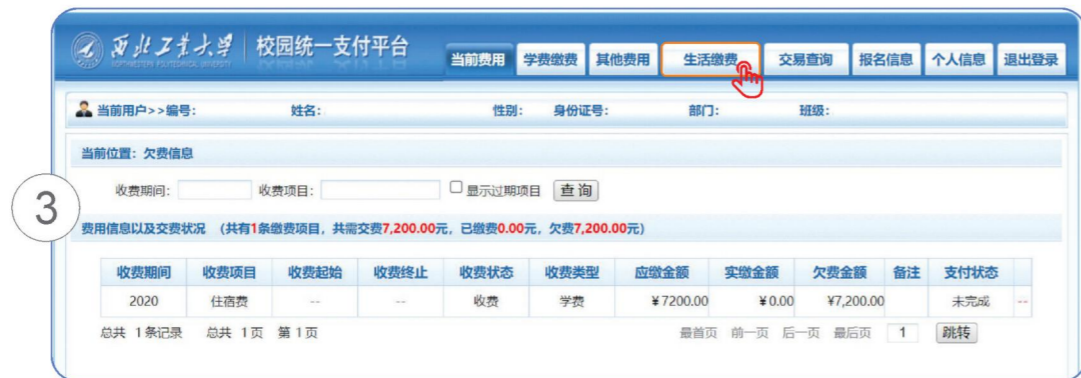 西北工业大学 校园统一支付平台
NORTHWESTERN POLYTECHNICAL UNIVERSITY
当前费用 学费缴费 其他费用 生活缴费 交易查询 报名信息 个人信息 退出登录
当前用户>>编号： 姓名： 性别： 身份证号： 部门： 班级：
当前位置：欠费信息
收费期间： 收费项目： 显示过期项目 查询
3
费用信息以及交费状况 （共有1条缴费项目，共需交费7,200.00元，已缴费0.00元，欠费7,200.00元）
收费期间 收费项目 收费起始 收费终止 收费状态 收费类型 应缴金额 实缴金额 欠费金额 备注 支付状态
2020 住宿费 -- -- 收费 学费 ¥7200.00 ¥0.00 ¥7,200.00 未完成 --
总共 1条记录 总共 1页 第1页 最首页 前一页 后一页 最后页 1 跳转